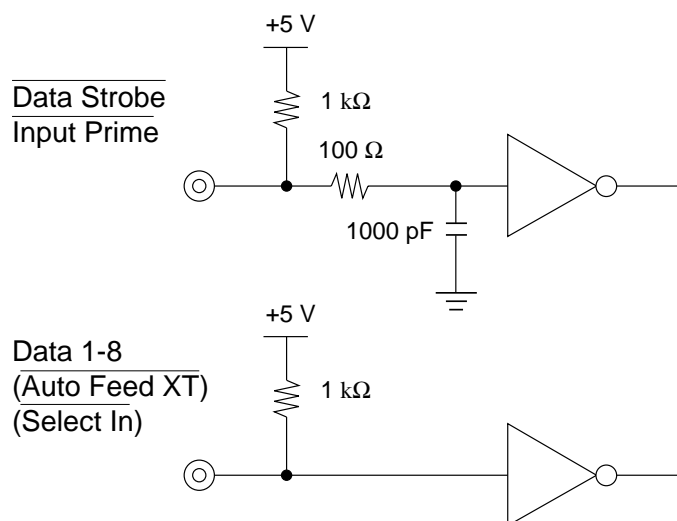 +5 V
Data Strobe
Input Prime
1 kΩ
100 Ω
1000 pF
+5 V
Data 1-8
(Auto Feed XT)
(Select In)
1 kΩ